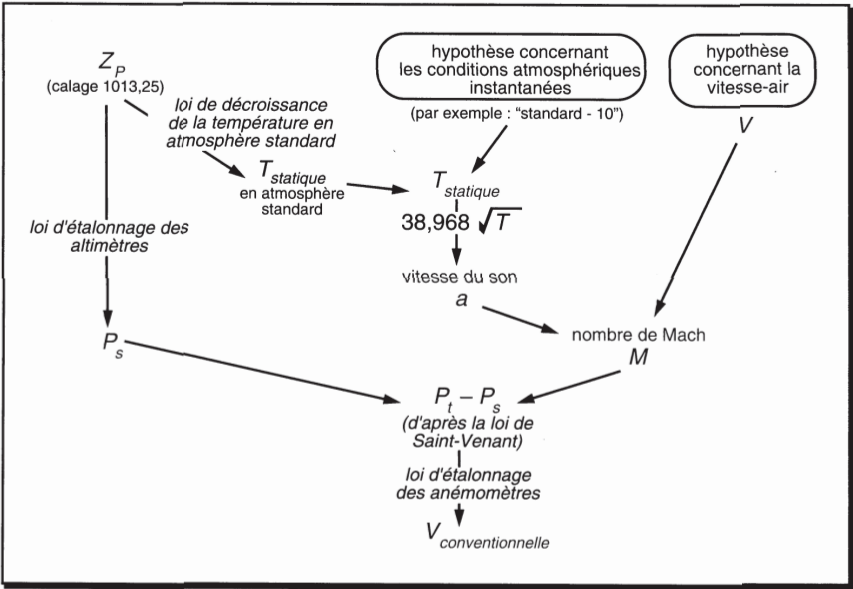 Z_P
(calage 1013,25)
loi de décroissance
de la température en
atmosphère standard
hypothèse concernant
les conditions atmosphériques
instantanées
(par exemple : "standard - 10")
hypothèse
concernant la
vitesse-air
V
T_statique
en atmosphère
standard
T_statique
38,968 √T
loi d'étalonnage des
altimètres
vitesse du son
a
P_s
nombre de Mach
M
P_t – P_s
(d'après la loi de
Saint-Venant)
loi d'étalonnage
des anémomètres
V_conventionnelle